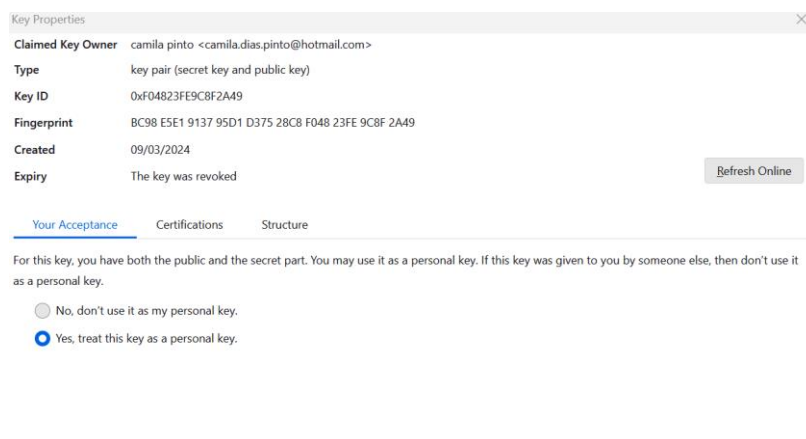 Key Properties
Claimed Key Owner camila pinto <camila.dias.pinto@hotmail.com>
Type key pair (secret key and public key)
Key ID 0xF04823FE9C8F2A49
Fingerprint BC98 E5E1 9137 95D1 D375 28C8 F048 23FE 9C8F 2A49
Created 09/03/2024
Expiry The key was revoked
Refresh Online
Your Acceptance Certifications Structure
For this key, you have both the public and the secret part. You may use it as a personal key. If this key was given to you by someone else, then don't use it
as a personal key.
No, don't use it as my personal key.
Yes, treat this key as a personal key.